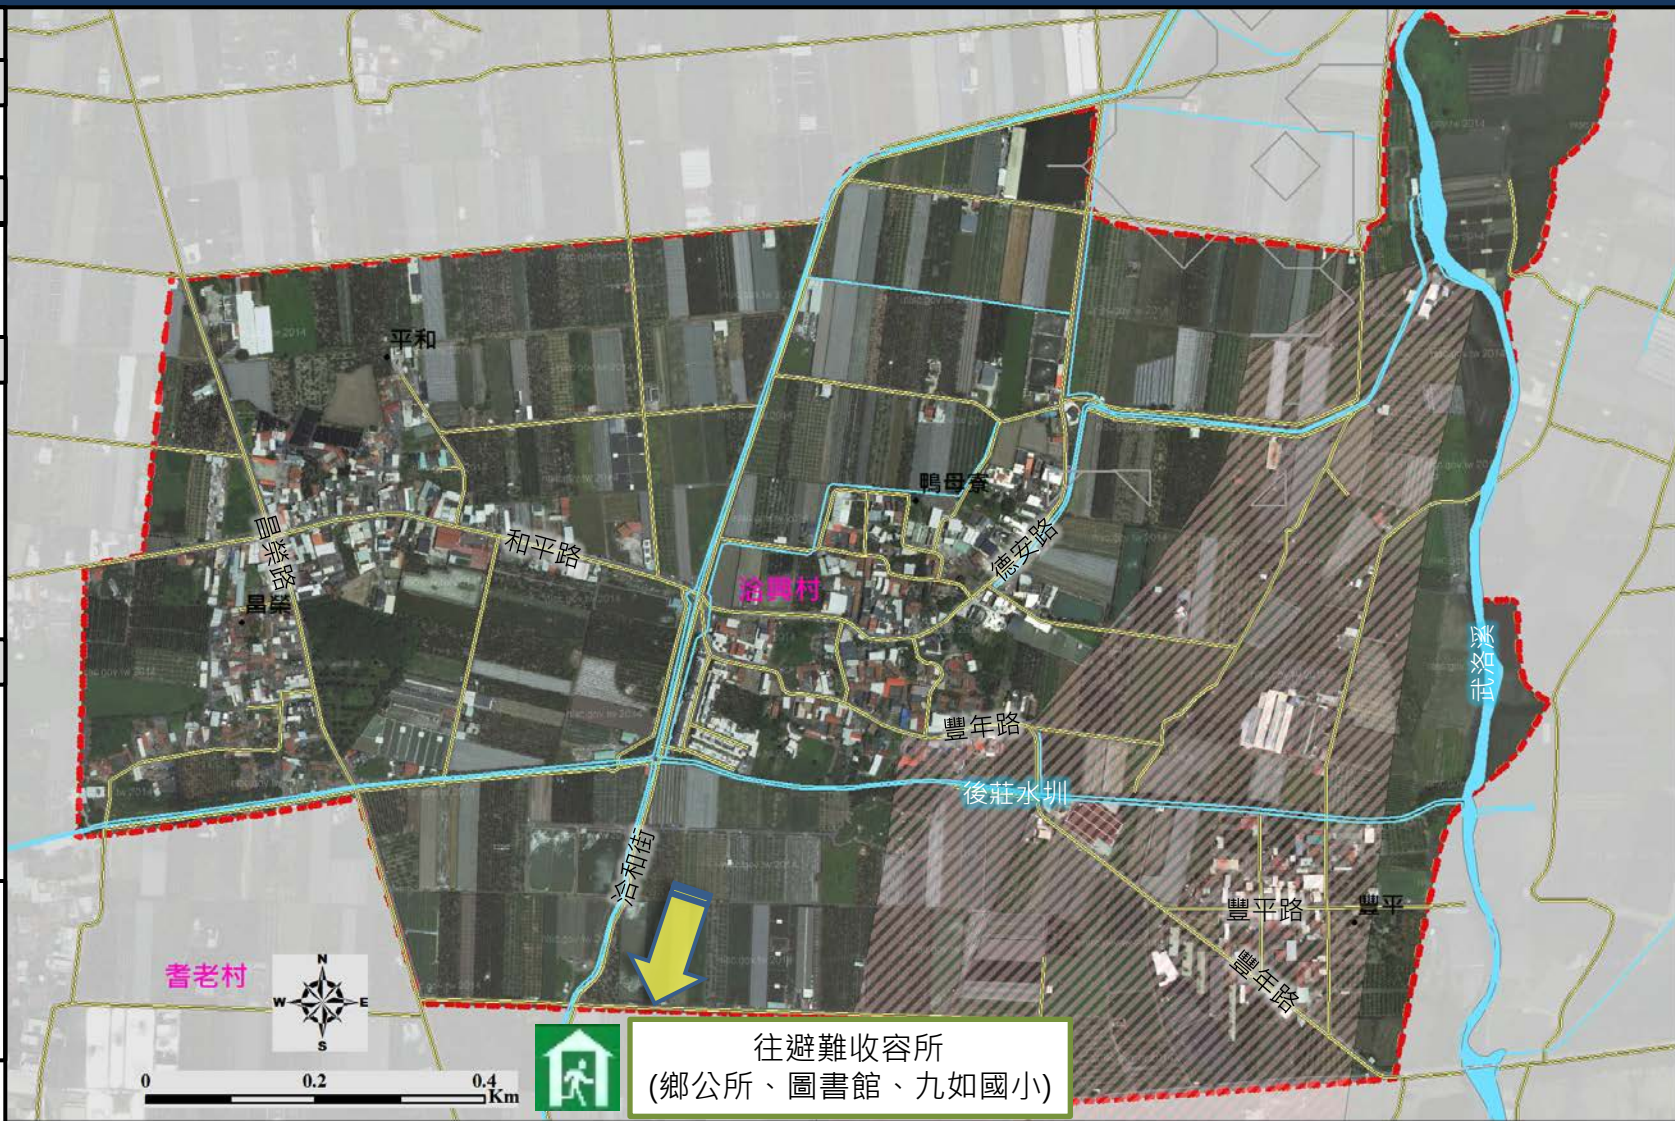 平和
鴨母寮
昌榮路
和平路
德安路
洽興村
昌榮
武洛溪
豐年路
後莊水圳
洽和街
豐平路
豐平
豐年路
耆老村
N
W
E
S
0
0.2
0.4
Km
往避難收容所
(鄉公所、圖書館、九如國小)